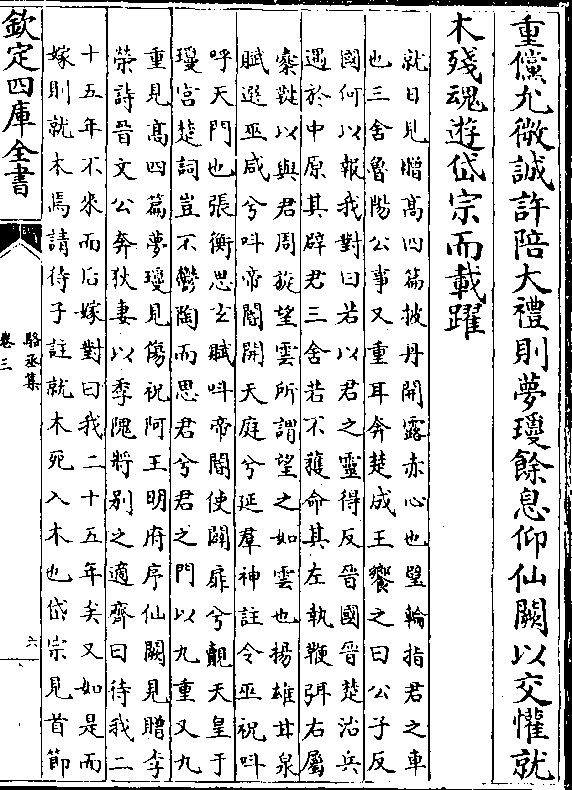 重儻允微誠許陪大禮則夢瓊餘息仰仙闕以交懽就
木殘魂遊岱宗而載躍
就日見贈高四篇披丹開露赤心也望輪指君之車
也三舍魯陽公事又重耳奔楚成王饗之曰公子反
國何以報我對曰若以君之靈得反晉國晉楚治兵
遇於中原其辟君三舍若不獲命其左執鞭弭右屬
櫜鞬以與君周旋望雲所謂望之如雲也揚雄甘泉
賦選巫咸兮叫帝閽開天庭兮延羣神註令巫祝叫
呼天門也張衡思玄賦叫帝閽使闢扉兮覿天皇于
瓊宮楚詞豈不鬱陶而思君兮君之門以九重又九
重見高四篇夢瓊見傷祝阿王明府序仙闕見贈李
榮詩晉文公奔狄妻以季隗將別之適齊曰待我二
十五年不來而后嫁對曰我二十五年矣又如是而
嫁則就木焉請待子註就木死入木也岱宗見首節
欽定四庫全書
駱丞集
卷三
六